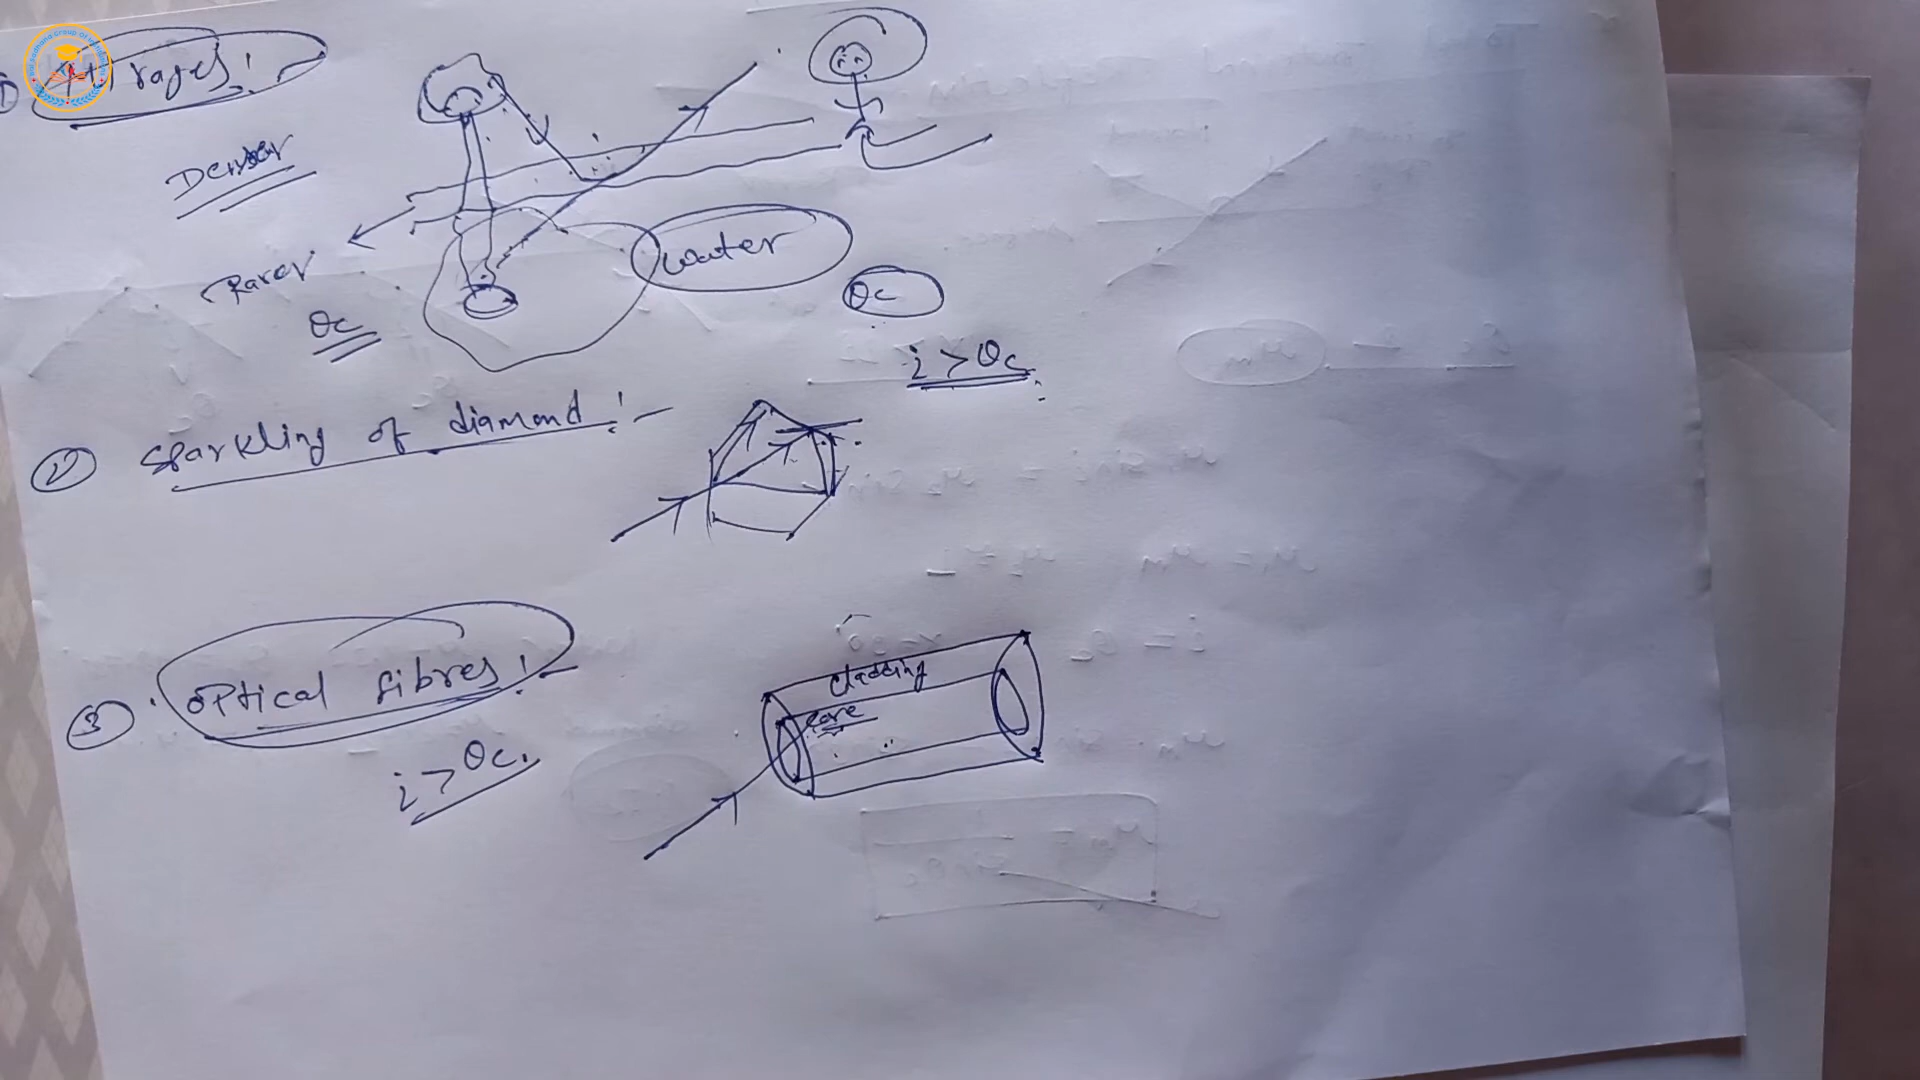 rages!
Denser
Rarer
θc
water
θc
i > θc
② Sparkling of diamond! -
③ optical fibres! -
i > θc.
cladding
core